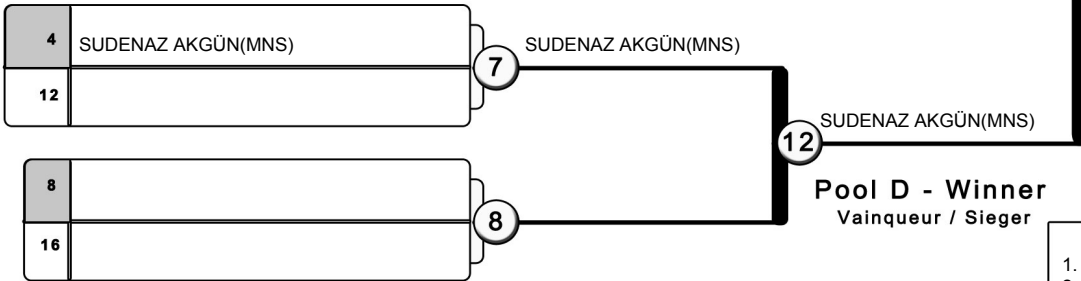 4 SUDENAZ AKGÜN(MNS)
7 SUDENAZ AKGÜN(MNS)
12
12 SUDENAZ AKGÜN(MNS)
Pool D - Winner
Vainqueur / Sieger
8
8
16
1.